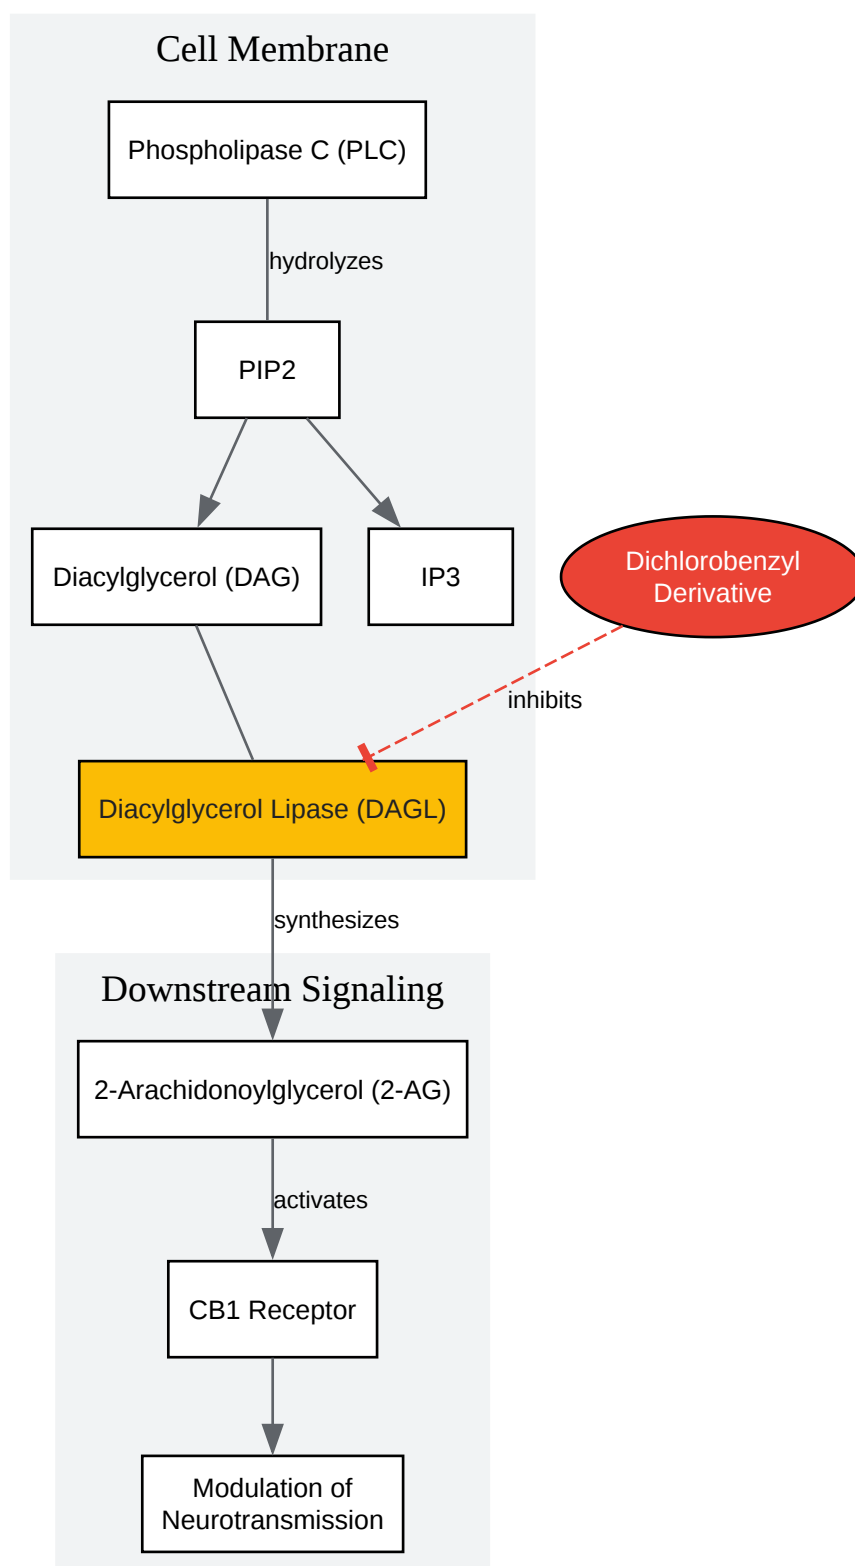 Cell Membrane
Phospholipase C (PLC)
hydrolyzes
PIP2
Diacylglycerol (DAG)
IP3
Dichlorobenzyl
Derivative
inhibits
Diacylglycerol Lipase (DAGL)
synthesizes
Downstream Signaling
2-Arachidonoylglycerol (2-AG)
activates
CB1 Receptor
Modulation of
Neurotransmission